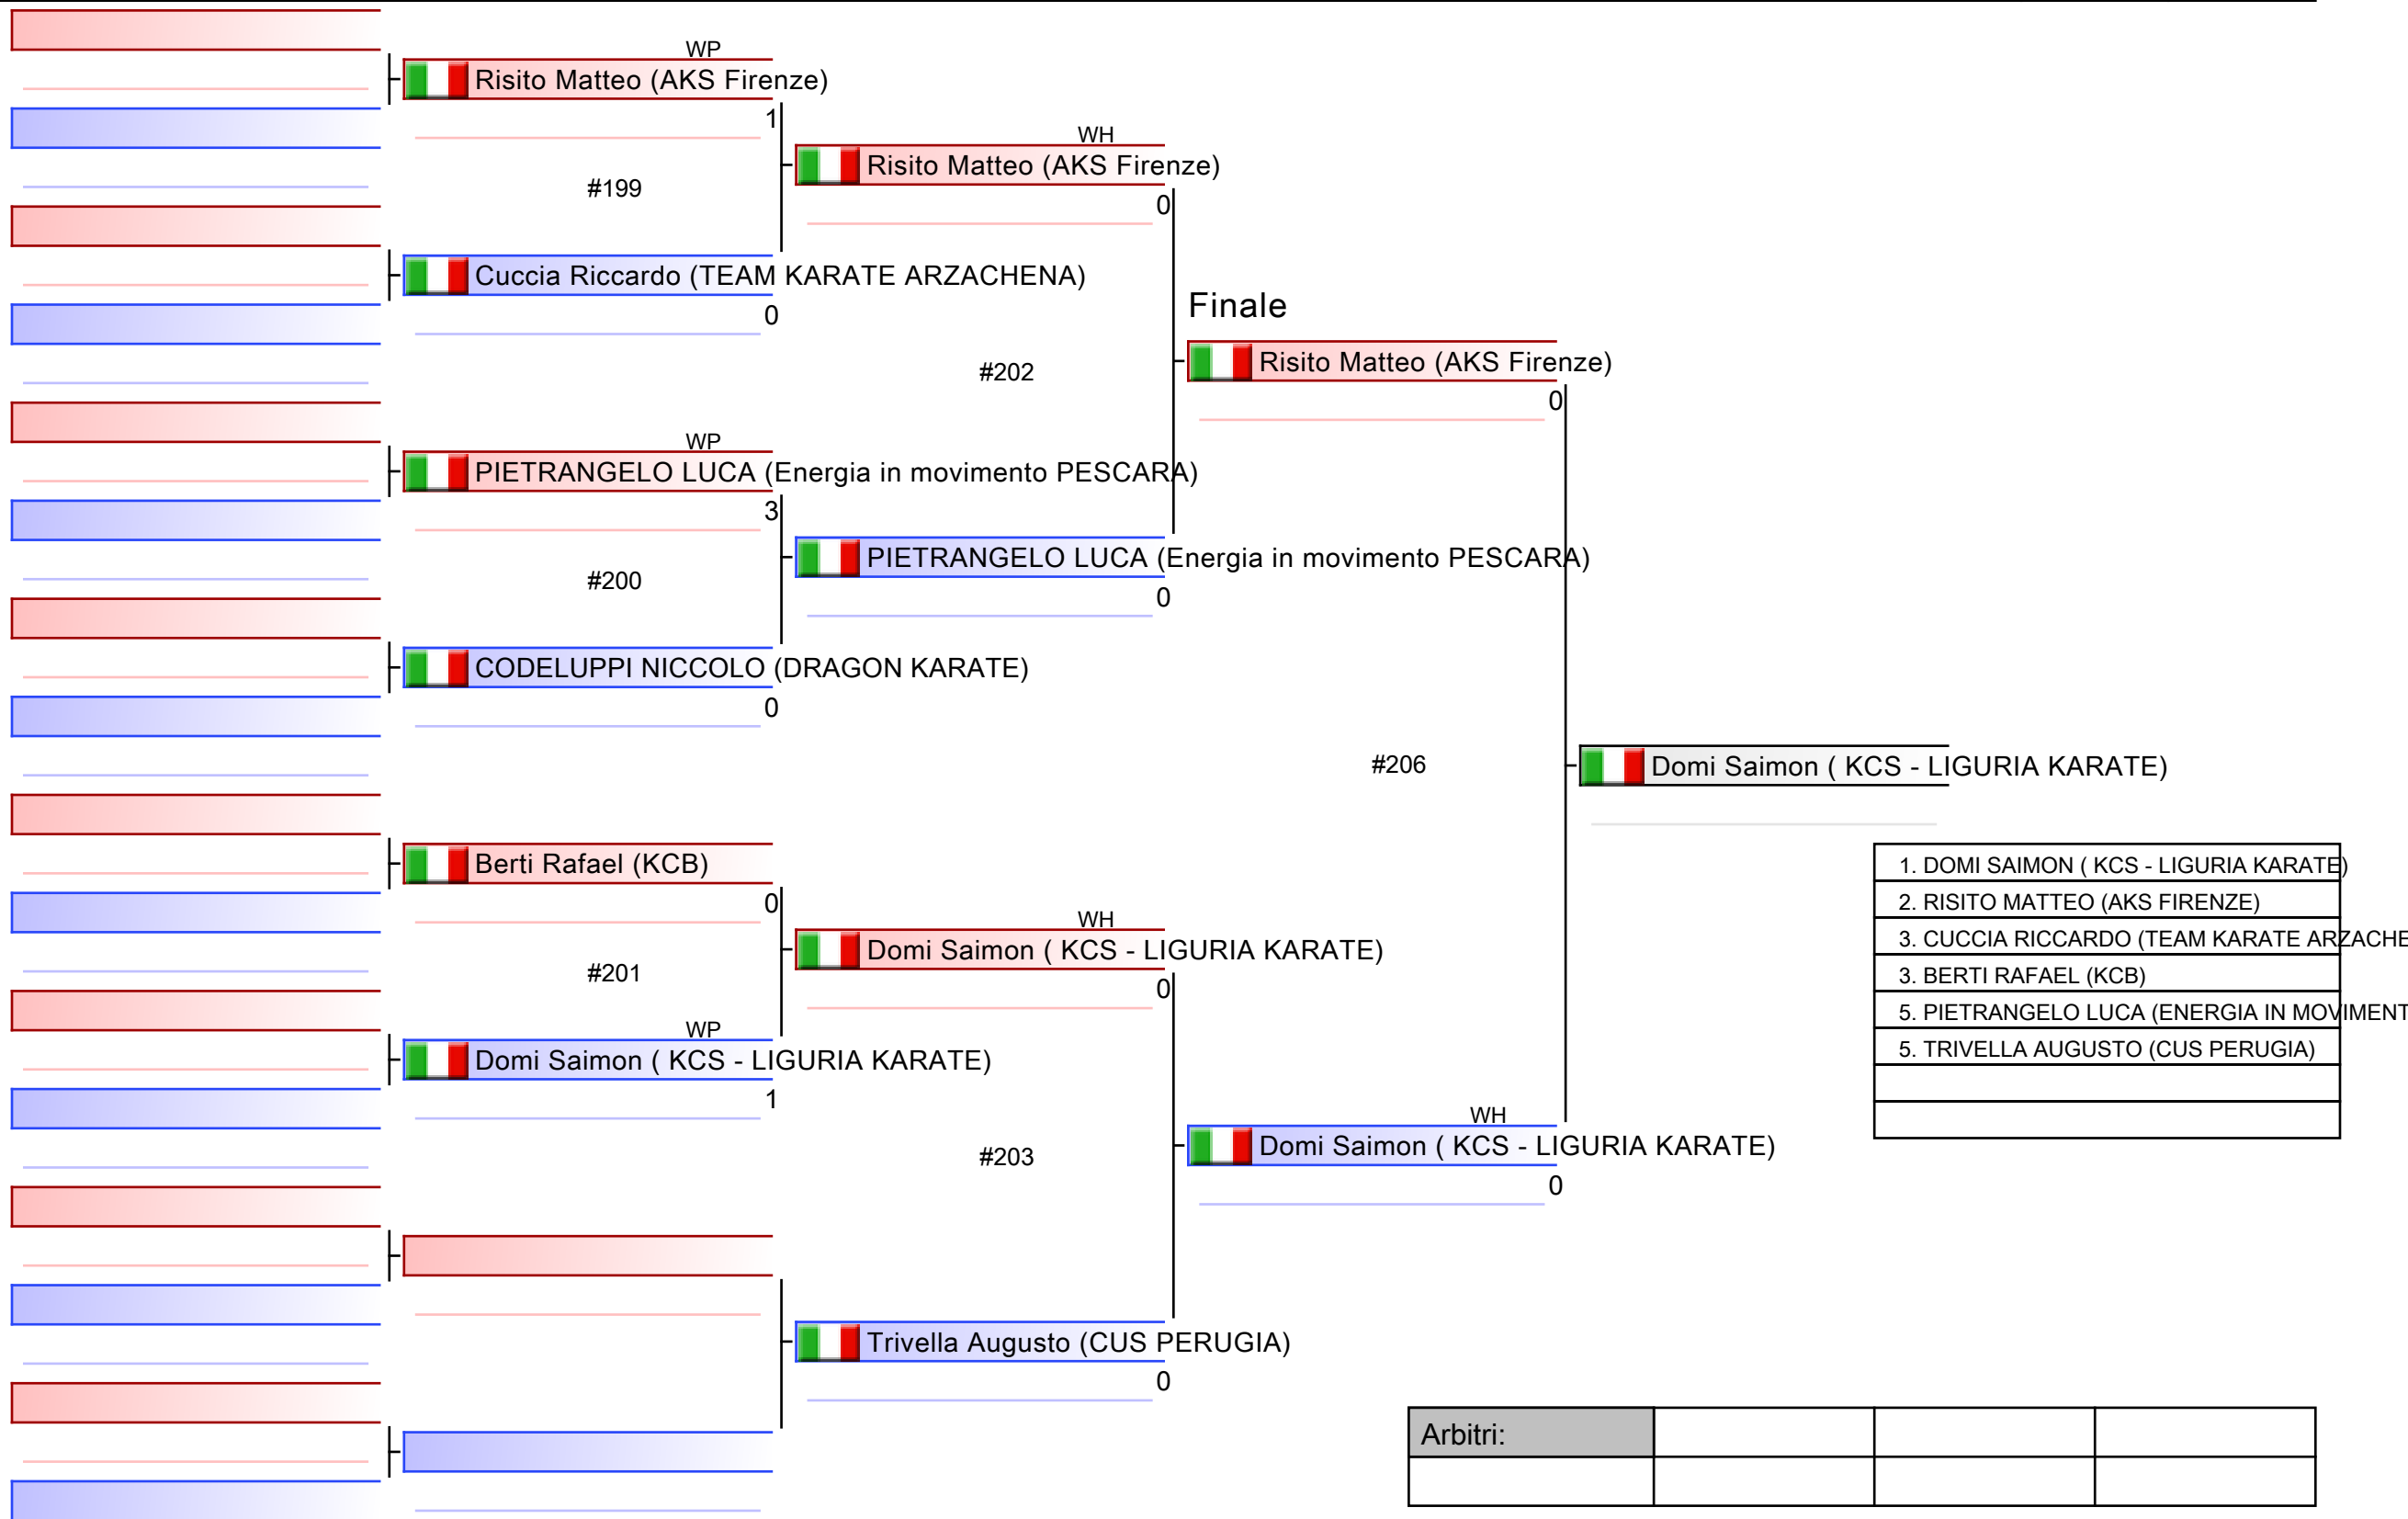 WP
Risito Matteo (AKS Firenze)
1
#199
Cuccia Riccardo (TEAM KARATE ARZACHENA)
0
WP
PIETRANGELO LUCA (Energia in movimento PESCARA)
3
#200
CODELUPPI NICCOLO (DRAGON KARATE)
0
Berti Rafael (KCB)
0
#201
WP
Domi Saimon ( KCS - LIGURIA KARATE)
1
WH
Risito Matteo (AKS Firenze)
0
#202
PIETRANGELO LUCA (Energia in movimento PESCARA)
0
WH
Domi Saimon ( KCS - LIGURIA KARATE)
0
#203
Trivella Augusto (CUS PERUGIA)
0
Finale
Risito Matteo (AKS Firenze)
0
#206
WH
Domi Saimon ( KCS - LIGURIA KARATE)
0
Domi Saimon ( KCS - LIGURIA KARATE)
1. DOMI SAIMON ( KCS - LIGURIA KARATE)
2. RISITO MATTEO (AKS FIRENZE)
3. CUCCIA RICCARDO (TEAM KARATE ARZACHE
3. BERTI RAFAEL (KCB)
5. PIETRANGELO LUCA (ENERGIA IN MOVIMENT
5. TRIVELLA AUGUSTO (CUS PERUGIA)
Arbitri: